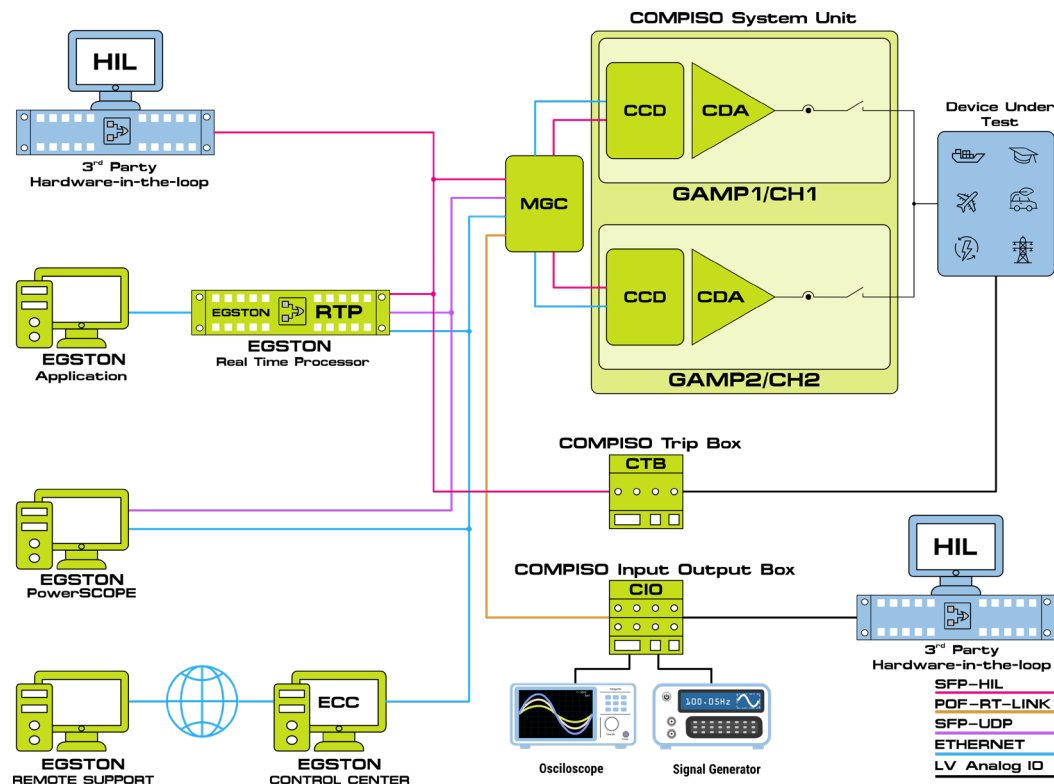 COMPISO System Unit
HIL
3rd Party
Hardware-in-the-loop
CCD
CDA
GAMP1/CH1
MGC
CCD
CDA
GAMP2/CH2
Device Under
Test
EGSTON
Application
EGSTON
RTP
EGSTON
Real Time Processor
COMPISO Trip Box
CTB
EGSTON
PowerSCOPE
COMPISO Input Output Box
CIO
HIL
3rd Party
Hardware-in-the-loop
EGSTON
REMOTE SUPPORT
ECC
EGSTON
CONTROL CENTER
Osciloscope
100.05Hz
Signal Generator
SFP-HIL
POF-RT-LINK
SFP-UDP
ETHERNET
LV Analog IO